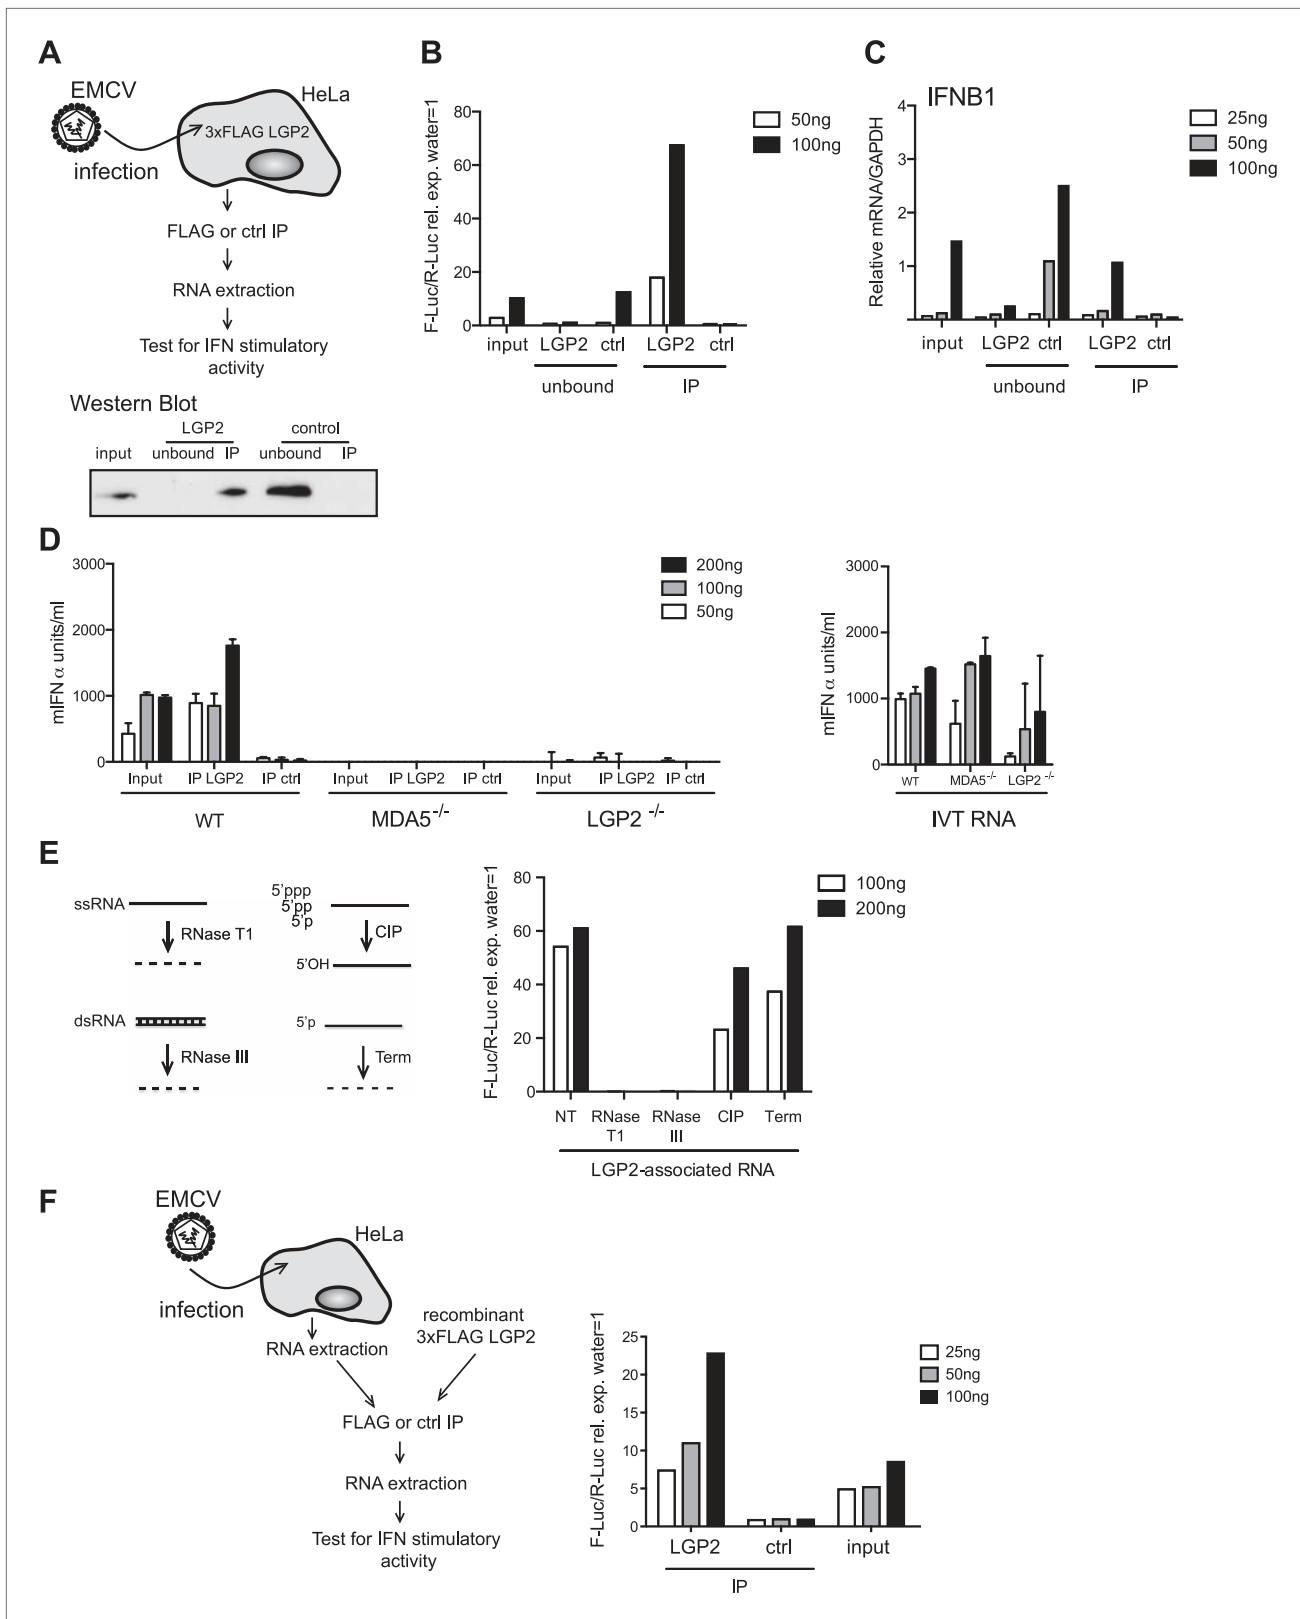 A
EMCV
HeLa
3xFLAG LGP2
infection
FLAG or ctrl IP
RNA extraction
Test for IFN stimulatory
activity
Western Blot
LGP2 control
input unbound IP unbound IP
B
F-Luc/R-Luc rel. exp. water=1
80
60
40
20
0
50ng
100ng
input LGP2 ctrl LGP2 ctrl
unbound IP
C
IFNB1
Relative mRNA/GAPDH
4
3
2
1
25ng
50ng
100ng
input LGP2 ctrl LGP2 ctrl
unbound IP
D
mIFN α units/ml
3000
2000
1000
0
200ng
100ng
50ng
Input IP LGP2 IP ctrl Input IP LGP2 IP ctrl Input IP LGP2 IP ctrl
WT MDA5-/- LGP2 -/-
mIFN α units/ml
3000
2000
1000
0
WT MDA5-/- LGP2 -/-
IVT RNA
E
ssRNA
RNase T1
dsRNA
RNase III
5'ppp
5'pp
5'p
CIP
5'OH
5'p
Term
F-Luc/R-Luc rel. exp. water=1
80
60
40
20
0
100ng
200ng
NT RNase RNase CIP Term
T1 III
LGP2-associated RNA
F
EMCV
HeLa
infection
RNA extraction
recombinant
3xFLAG LGP2
FLAG or ctrl IP
RNA extraction
Test for IFN stimulatory
activity
F-Luc/R-Luc rel. exp. water=1
25
20
15
10
5
0
25ng
50ng
100ng
LGP2 ctrl input
IP